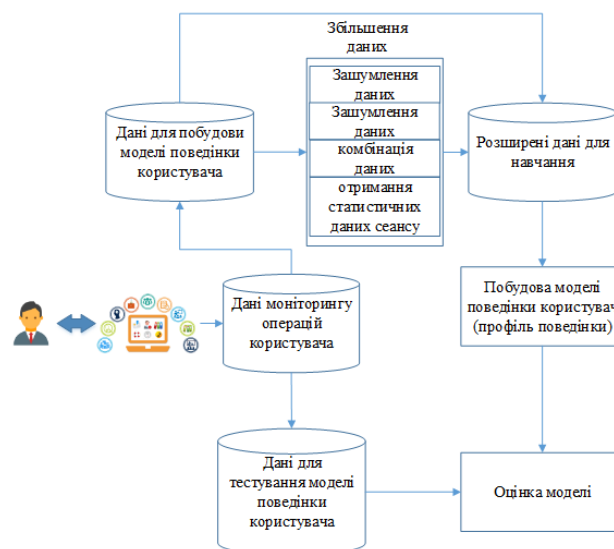 Збільшення
даних
Зашумлення
даних
Зашумлення
даних
комбінація
даних
отримання
статистичних
даних сеансу
Дані для побудови
моделі поведінки
користувача
Розширені дані для
навчання
Дані моніторингу
операцій
користувача
Побудова моделі
поведінки користувач
(профіль поведінки)
Дані для
тестування моделі
поведінки
користувача
Оцінка моделі